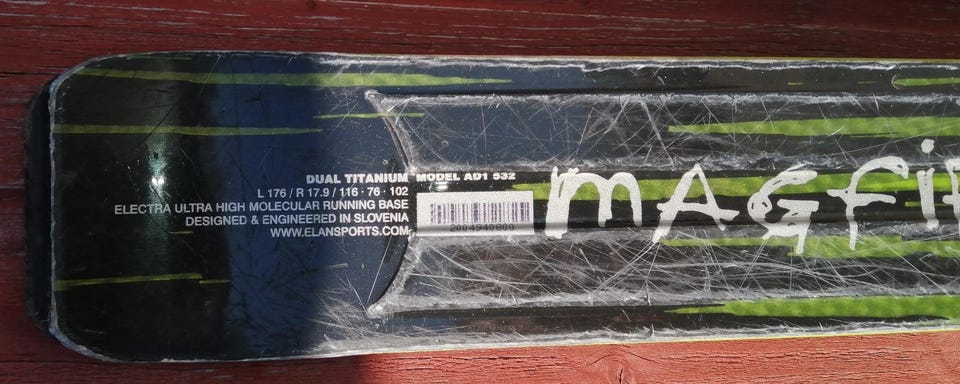 DUAL TITANIUM MODEL AD1 532
L 176 / R 17.9 / 116 - 76 - 102
ELECTRA ULTRA HIGH MOLECULAR RUNNING BASE
DESIGNED & ENGINEERED IN SLOVENIA
WWW.ELANSPORTS.COM
MAGFi